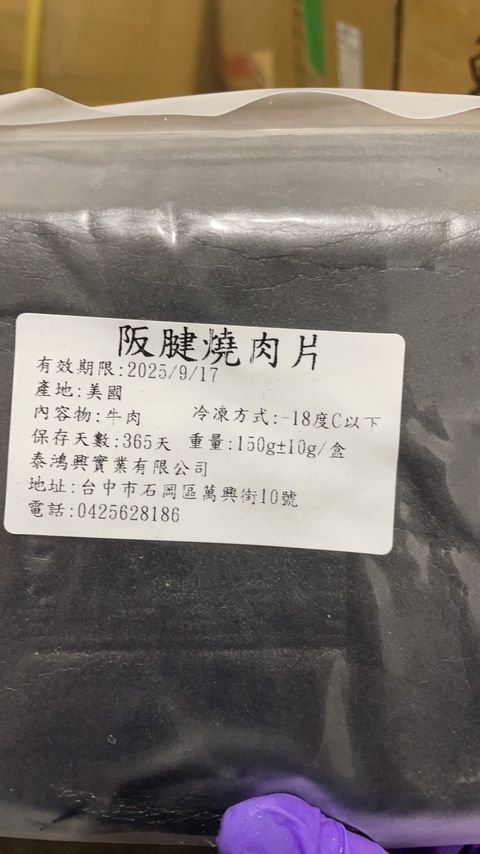 阪腱燒肉片
有效期限:2025/9/17
產地:美國
內容物:牛肉 冷凍方式:-18度C以下
保存天數:365天 重量:150g±10g/盒
泰鴻興實業有限公司
地址:台中市石岡區萬興街10號
電話:0425628186